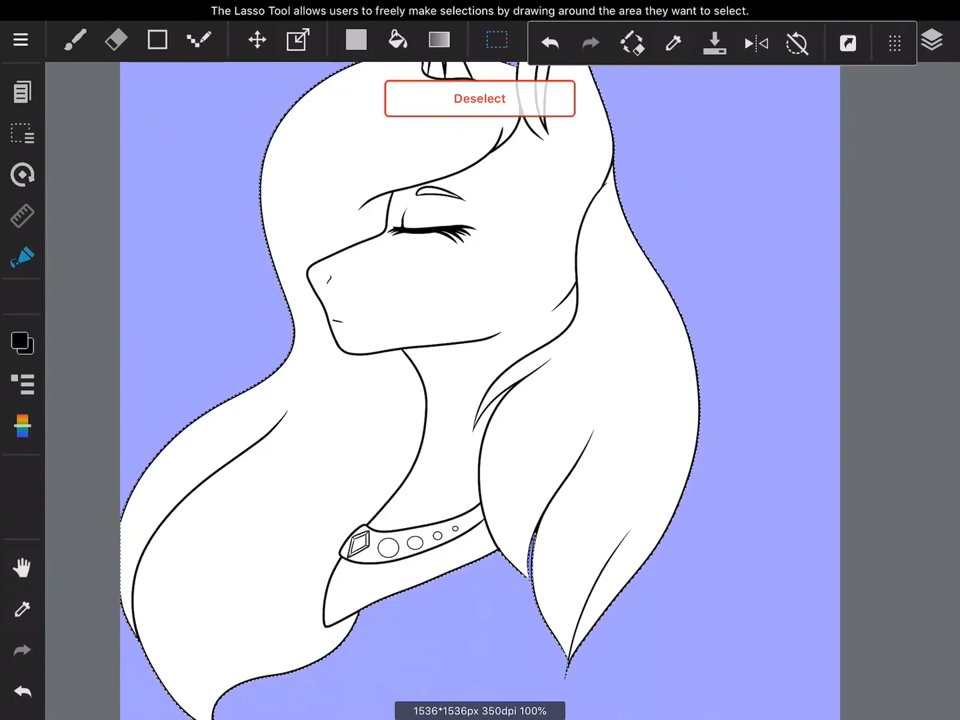 The Lasso Tool allows users to freely make selections by drawing around the area they want to select.
Deselect
1536*1536px 350dpi 100%